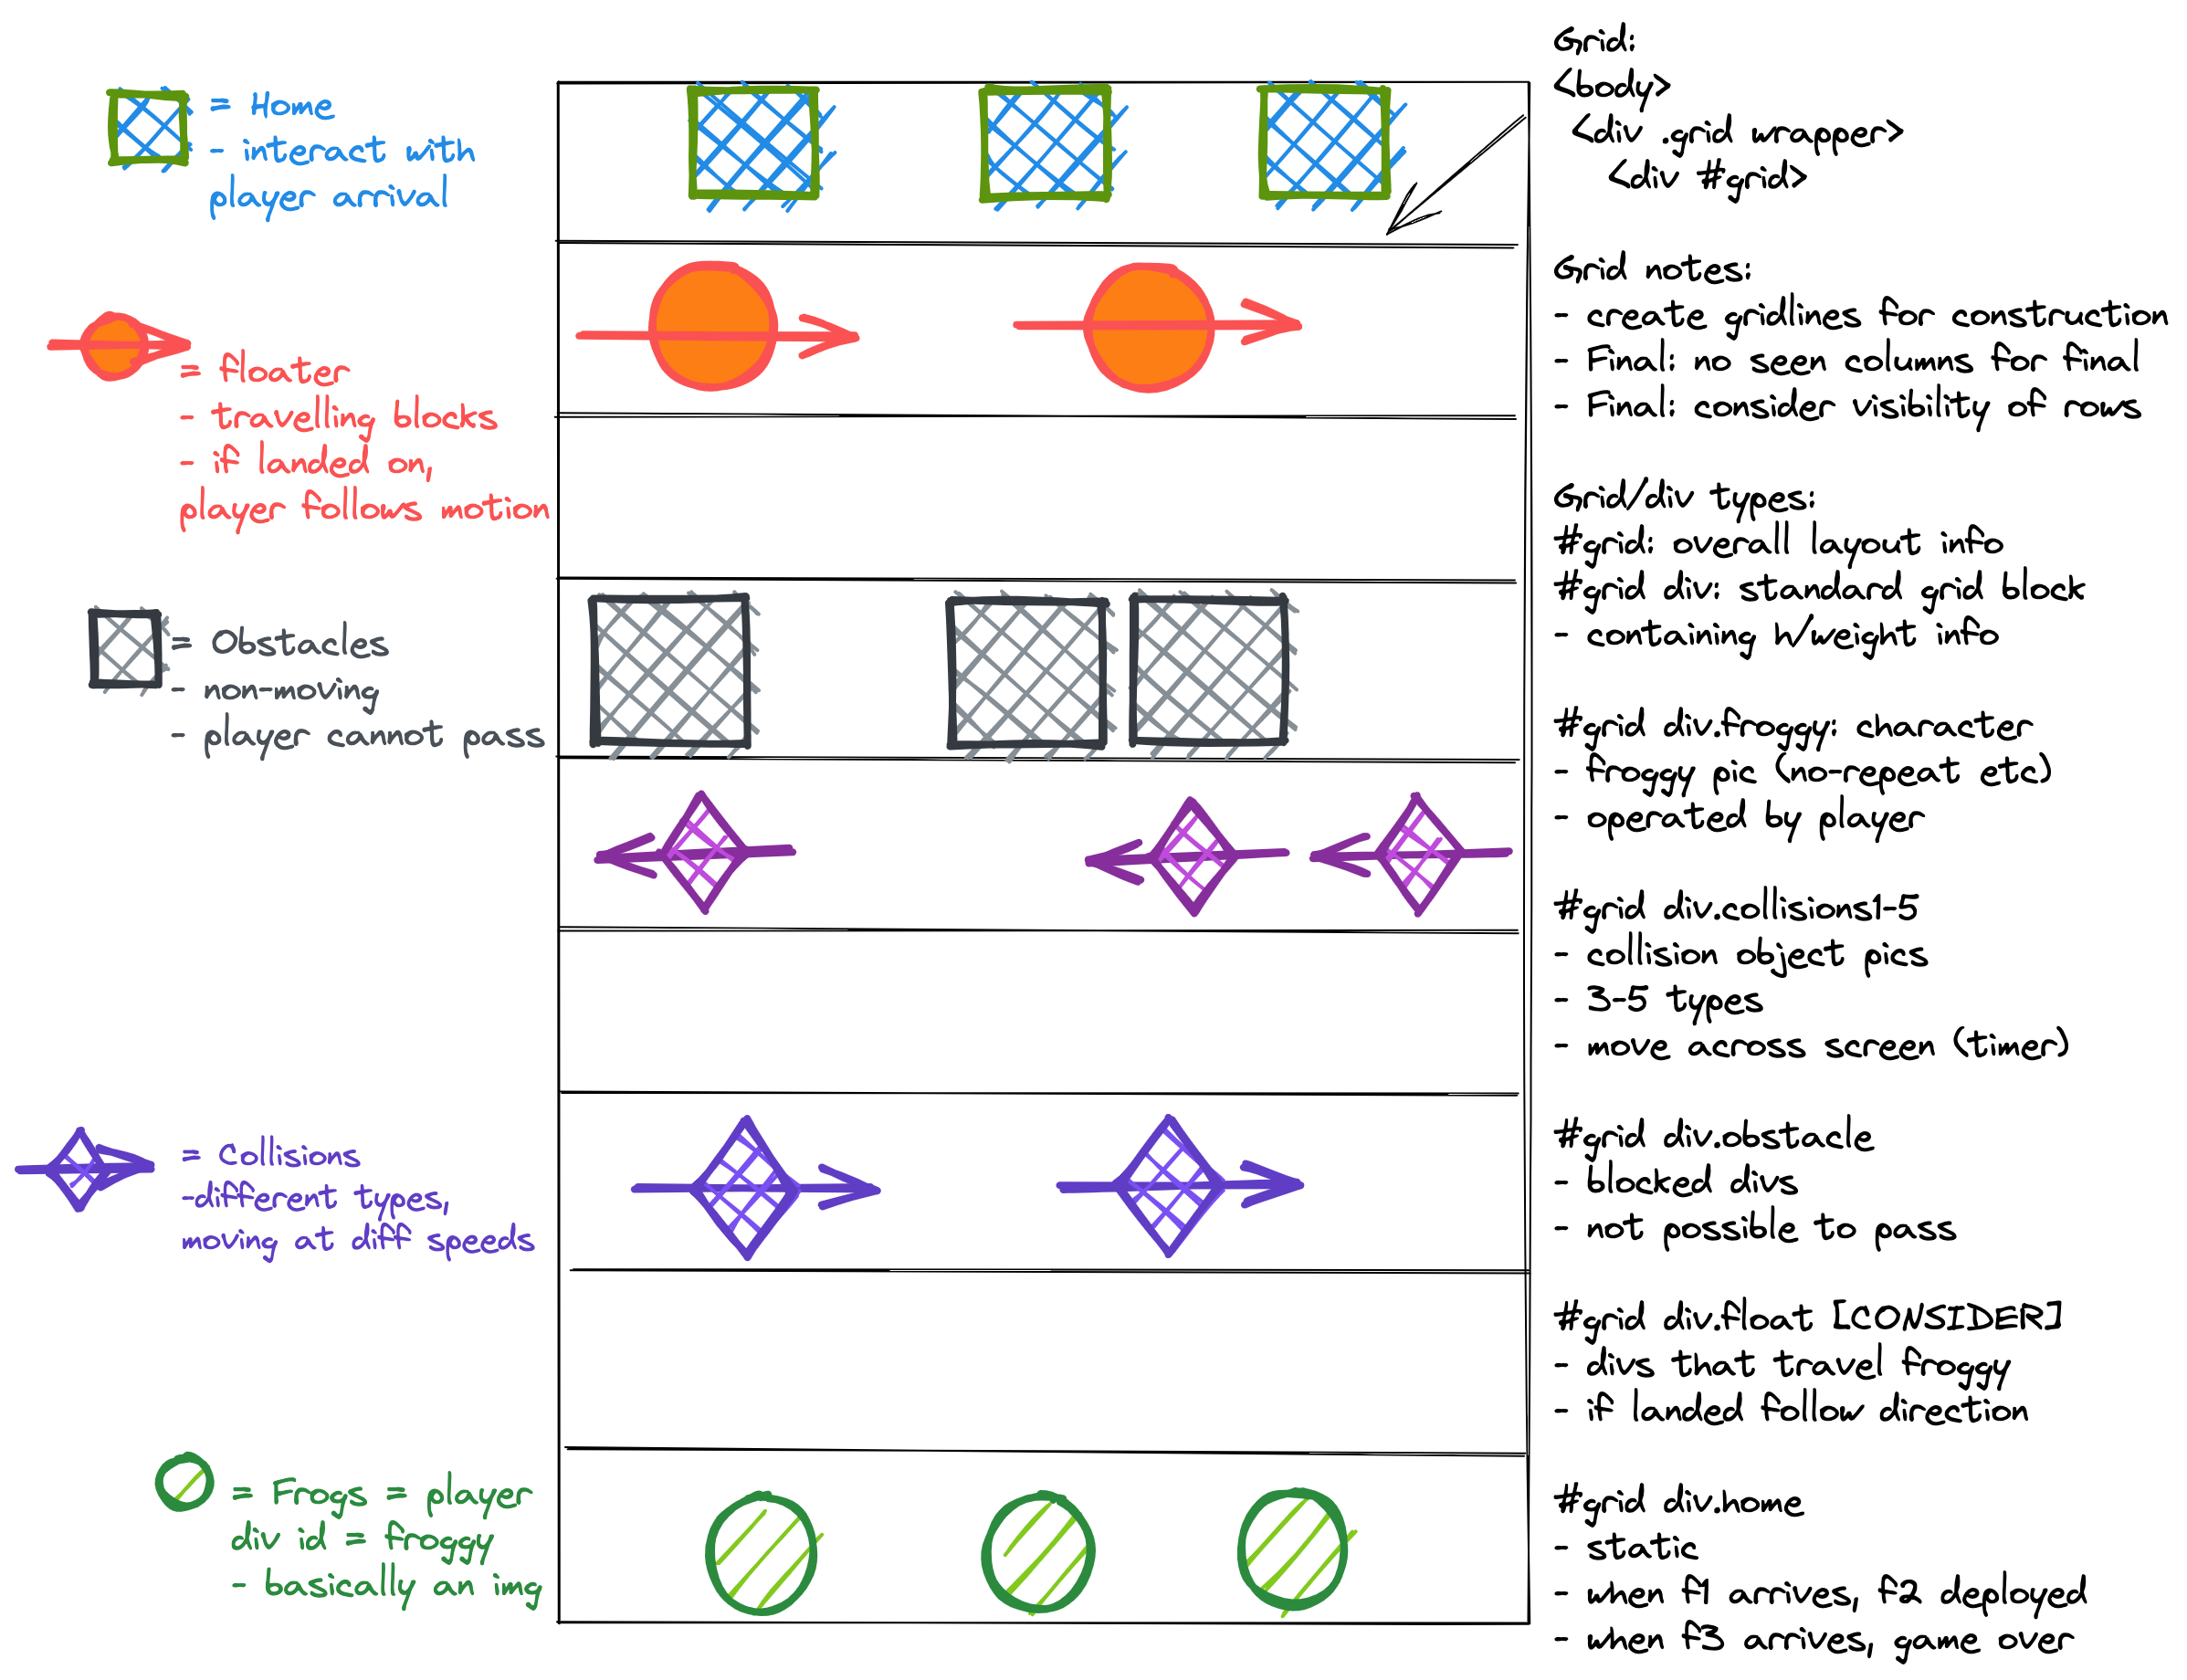 = Home
- interact with
player arrival
= floater
- travelling blocks
- if landed on,
player follows motion
= Obstacles
- non-moving
- player cannot pass
= Collisions
-different types,
moving at diff speeds
= Frogs = player
div id = froggy
- basically an img
Grid:
<body>
<div .grid wrapper>
<div #grid>
Grid notes:
- create gridlines for construction
- Final: no seen columns for final
- Final: consider visibility of rows
Grid/div types:
#grid: overall layout info
#grid div: standard grid block
- containing h/weight info
#grid div.froggy: character
- froggy pic (no-repeat etc)
- operated by player
#grid div.collisions1-5
- collision object pics
- 3-5 types
- move across screen (timer)
#grid div.obstacle
- blocked divs
- not possible to pass
#grid div.float [CONSIDER]
- divs that travel froggy
- if landed follow direction
#grid div.home
- static
- when f1 arrives, f2 deployed
- when f3 arrives, game over